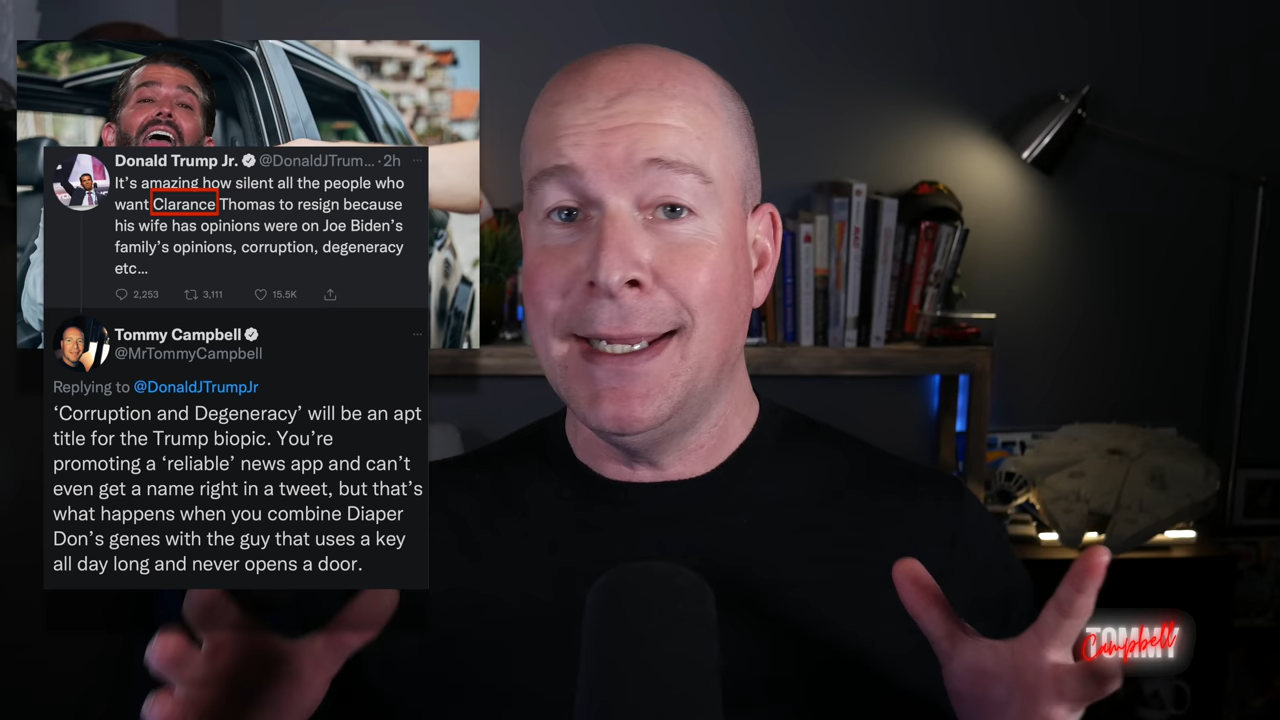 Donald Trump Jr. @DonaldJTrum... · 2h
It's amazing how silent all the people who
want Clarance Thomas to resign because
his wife has opinions were on Joe Biden's
family's opinions, corruption, degeneracy
etc...
2,253 3,111 15.5K
Tommy Campbell
@MrTommyCampbell
Replying to @DonaldJTrumpJr
‘Corruption and Degeneracy’ will be an apt
title for the Trump biopic. You're
promoting a ‘reliable’ news app and can't
even get a name right in a tweet, but that's
what happens when you combine Diaper
Don's genes with the guy that uses a key
all day long and never opens a door.
TOMMY
Campbell